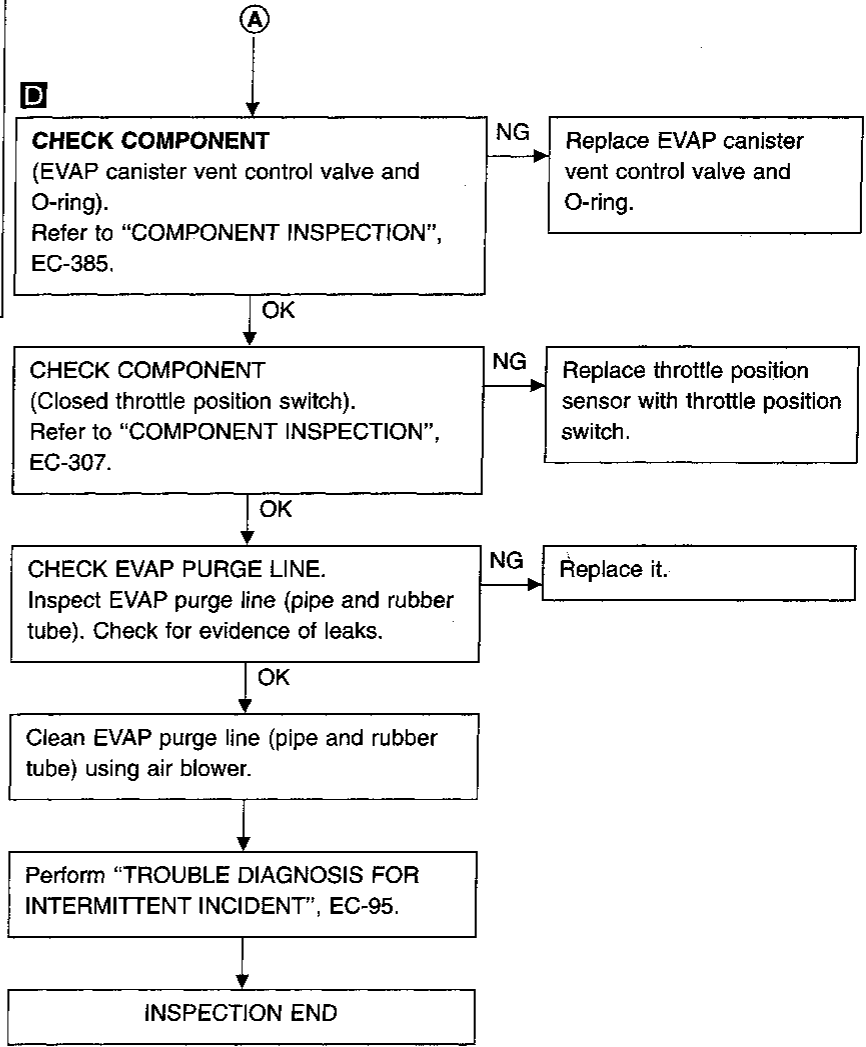 A
D
CHECK COMPONENT
(EVAP canister vent control valve and
O-ring).
Refer to “COMPONENT INSPECTION”,
EC-385.
NG
Replace EVAP canister
vent control valve and
O-ring.
OK
CHECK COMPONENT
(Closed throttle position switch).
Refer to “COMPONENT INSPECTION”,
EC-307.
NG
Replace throttle position
sensor with throttle position
switch.
OK
CHECK EVAP PURGE LINE.
Inspect EVAP purge line (pipe and rubber
tube). Check for evidence of leaks.
NG
Replace it.
OK
Clean EVAP purge line (pipe and rubber
tube) using air blower.
Perform “TROUBLE DIAGNOSIS FOR
INTERMITTENT INCIDENT”, EC-95.
INSPECTION END